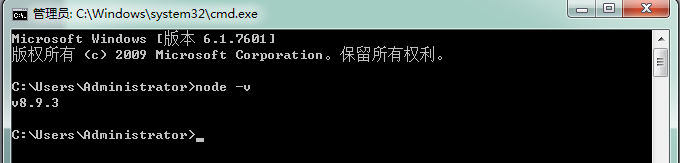 管理员: C:\Windows\system32\cmd.exe
Microsoft Windows [版本 6.1.7601]
版权所有 (c) 2009 Microsoft Corporation。保留所有权利。
C:\Users\Administrator>node -v
v8.9.3
C:\Users\Administrator>_